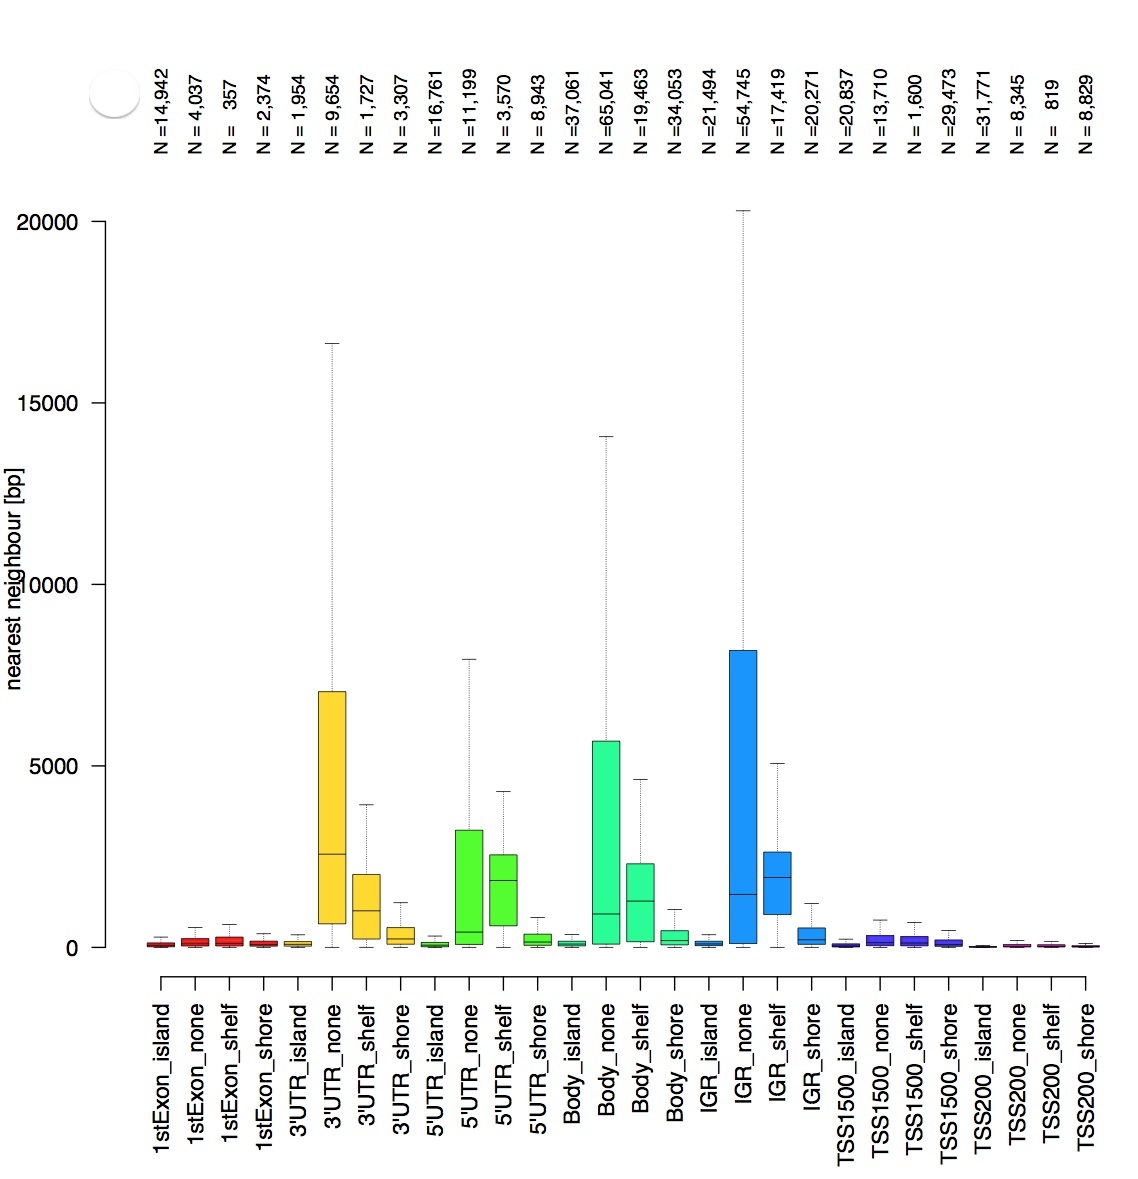 N =14,942
N = 4,037
N = 357
N = 2,374
N = 1,954
N = 9,654
N = 1,727
N = 3,307
N =16,761
N =11,199
N = 3,570
N = 8,943
N =37,061
N =65,041
N =19,463
N =34,053
N =21,494
N =54,745
N =17,419
N =20,271
N =20,837
N =13,710
N = 1,600
N =29,473
N =31,771
N = 8,345
N = 819
N = 8,829
20000
15000
10000
5000
0
nearest neighbour [bp]
1stExon_island
1stExon_none
1stExon_shelf
1stExon_shore
3'UTR_island
3'UTR_none
3'UTR_shelf
3'UTR_shore
5'UTR_island
5'UTR_none
5'UTR_shelf
5'UTR_shore
Body_island
Body_none
Body_shelf
Body_shore
IGR_island
IGR_none
IGR_shelf
IGR_shore
TSS1500_island
TSS1500_none
TSS1500_shelf
TSS1500_shore
TSS200_island
TSS200_none
TSS200_shelf
TSS200_shore